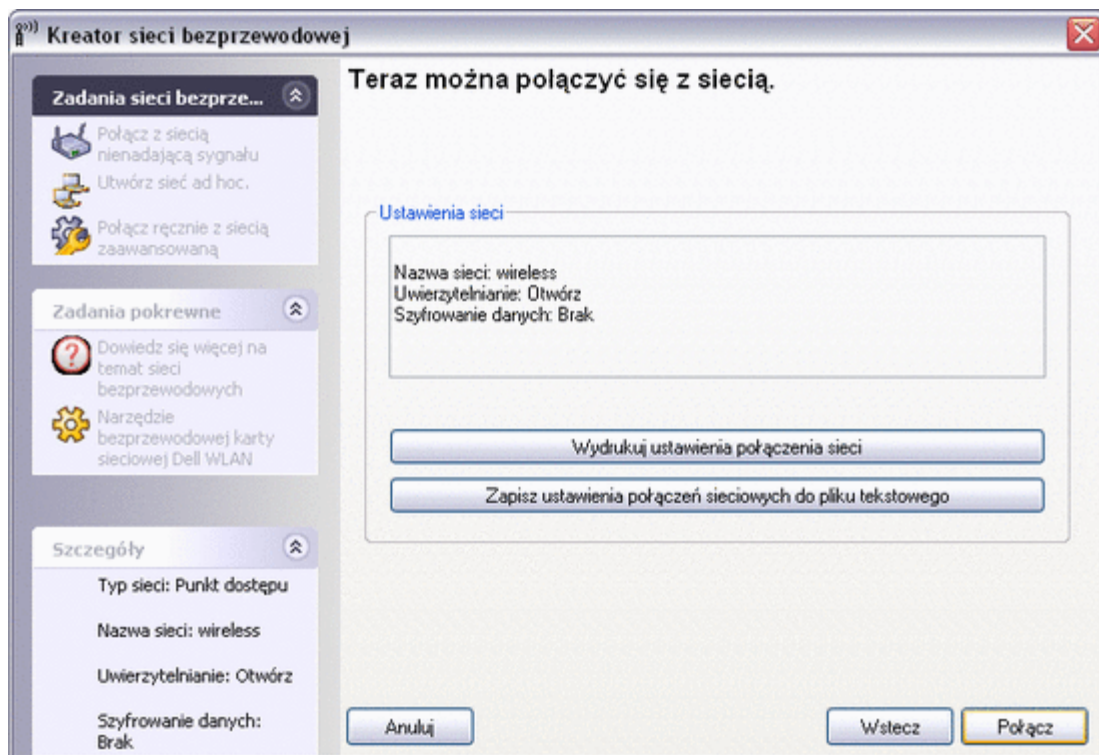 Kreator sieci bezprzewodowej
Zadania sieci bezprze...
Połącz z siecią
nienadającą sygnału
Utwórz sieć ad hoc.
Połącz ręcznie z siecią
zaawansowaną
Zadania pokrewne
Dowiedz się więcej na
temat sieci
bezprzewodowych
Narzędzie
bezprzewodowej karty
sieciowej Dell WLAN
Szczegóły
Typ sieci: Punkt dostępu
Nazwa sieci: wireless
Uwierzytelnianie: Otwórz
Szyfrowanie danych:
Brak
Teraz można połączyć się z siecią.
Ustawienia sieci
Nazwa sieci: wireless
Uwierzytelnianie: Otwórz
Szyfrowanie danych: Brak
Wydrukuj ustawienia połączenia sieci
Zapisz ustawienia połączeń sieciowych do pliku tekstowego
Anuluj
Wstecz
Połącz